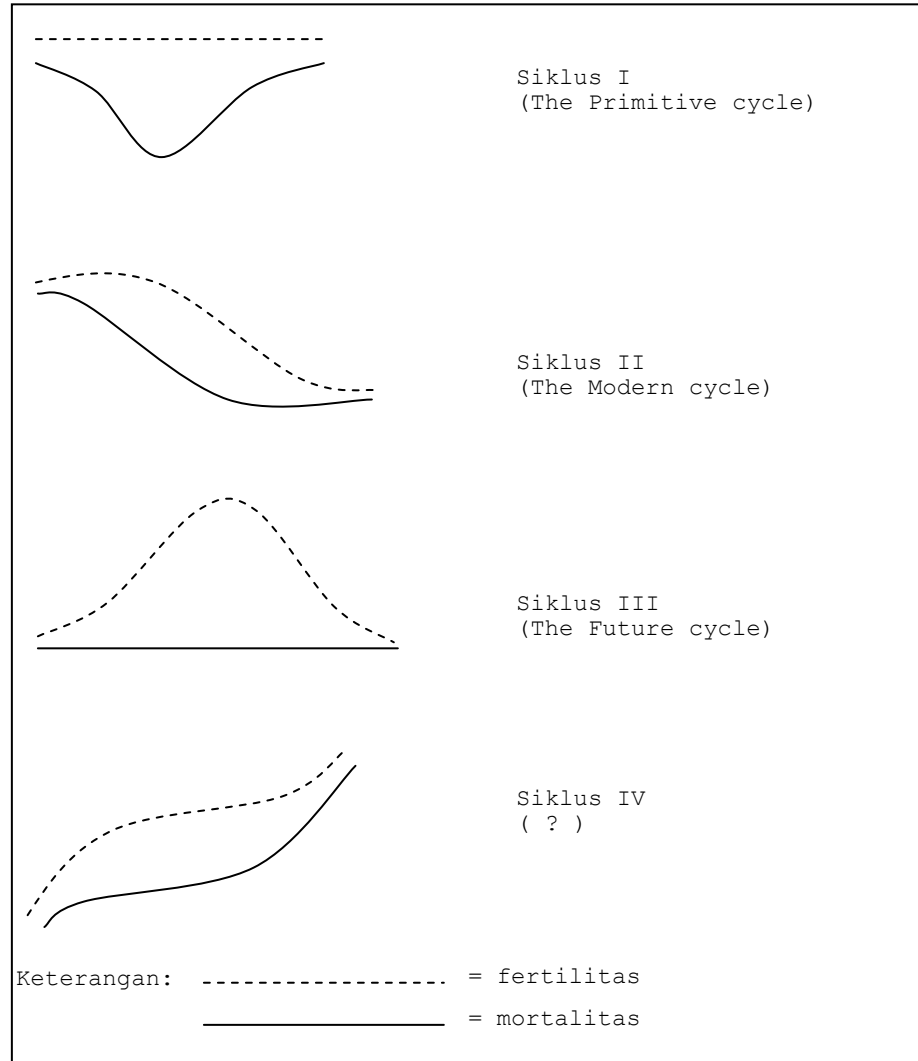 Siklus I
(The Primitive cycle)
Siklus II
(The Modern cycle)
Siklus III
(The Future cycle)
Siklus IV
( ? )
Keterangan: = fertilitas
= mortalitas